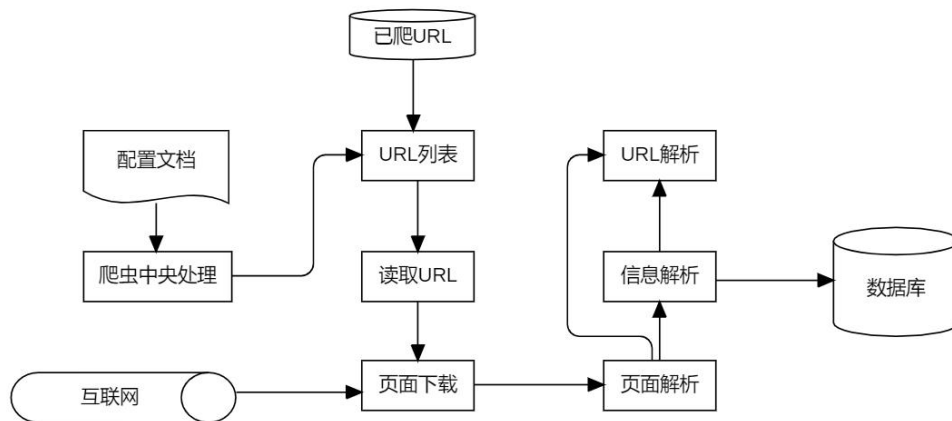 已爬URL
配置文档
URL列表
URL解析
爬虫中央处理
读取URL
信息解析
数据库
互联网
页面下载
页面解析